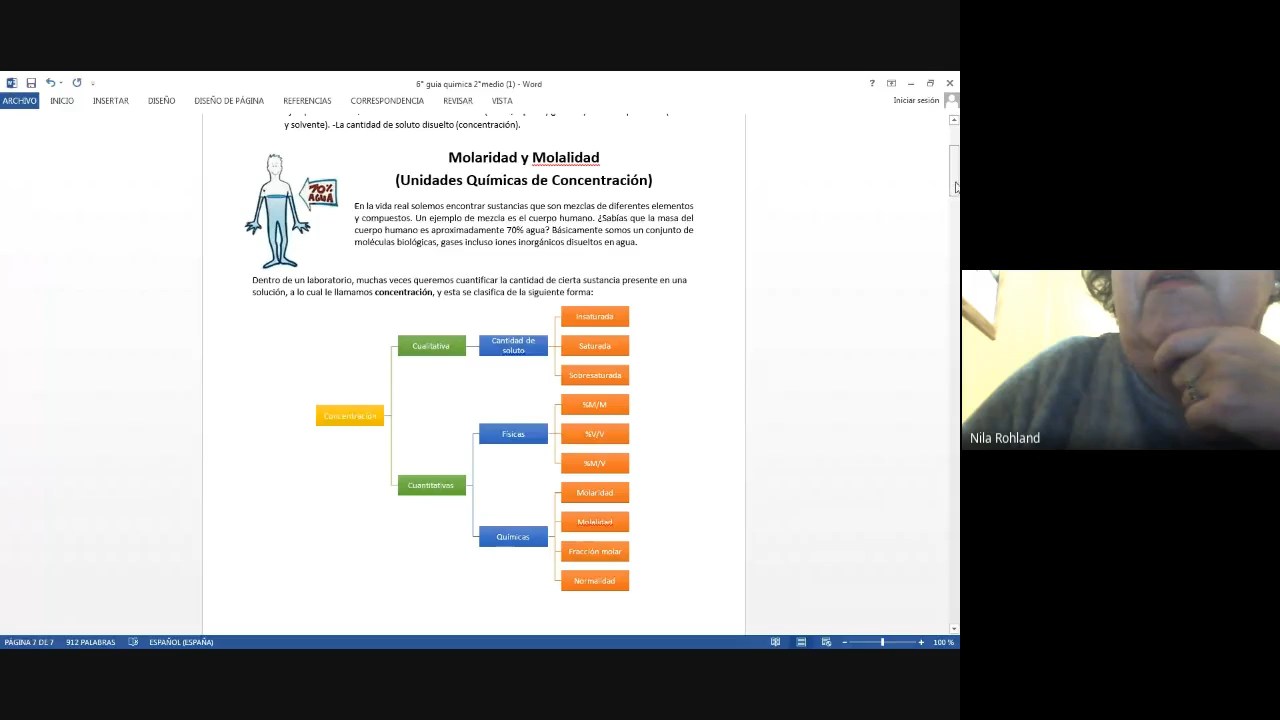 6° guia quimica 2°medio (1) - Word
ARCHIVO INICIO INSERTAR DISEÑO DISEÑO DE PÁGINA REFERENCIAS CORRESPONDENCIA REVISAR VISTA
Iniciar sesión
y solvente). -La cantidad de soluto disuelto (concentración).
Molaridad y Molalidad
(Unidades Químicas de Concentración)
70%
AGUA
En la vida real solemos encontrar sustancias que son mezclas de diferentes elementos
y compuestos. Un ejemplo de mezcla es el cuerpo humano. ¿Sabías que la masa del
cuerpo humano es aproximadamente 70% agua? Básicamente somos un conjunto de
moléculas biológicas, gases incluso iones inorgánicos disueltos en agua.
Dentro de un laboratorio, muchas veces queremos cuantificar la cantidad de cierta sustancia presente en una
solución, a lo cual le llamamos concentración, y esta se clasifica de la siguiente forma:
Concentración
Cualitativa
Cantidad de
soluto
Insaturada
Saturada
Sobresaturada
Cuantitativas
Físicas
%M/M
%V/V
%M/V
Químicas
Molaridad
Molalidad
Fracción molar
Normalidad
PÁGINA 7 DE 7 912 PALABRAS ESPAÑOL (ESPAÑA)
100 %
Nila Rohland